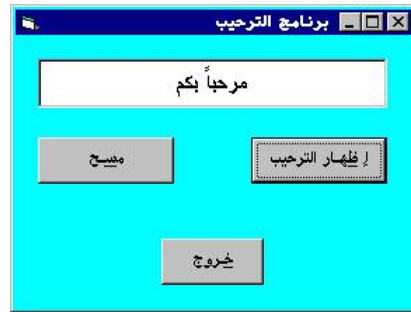 برنامج الترحيب
مرحباً بكم
إظهار الترحيب
مسح
خروج